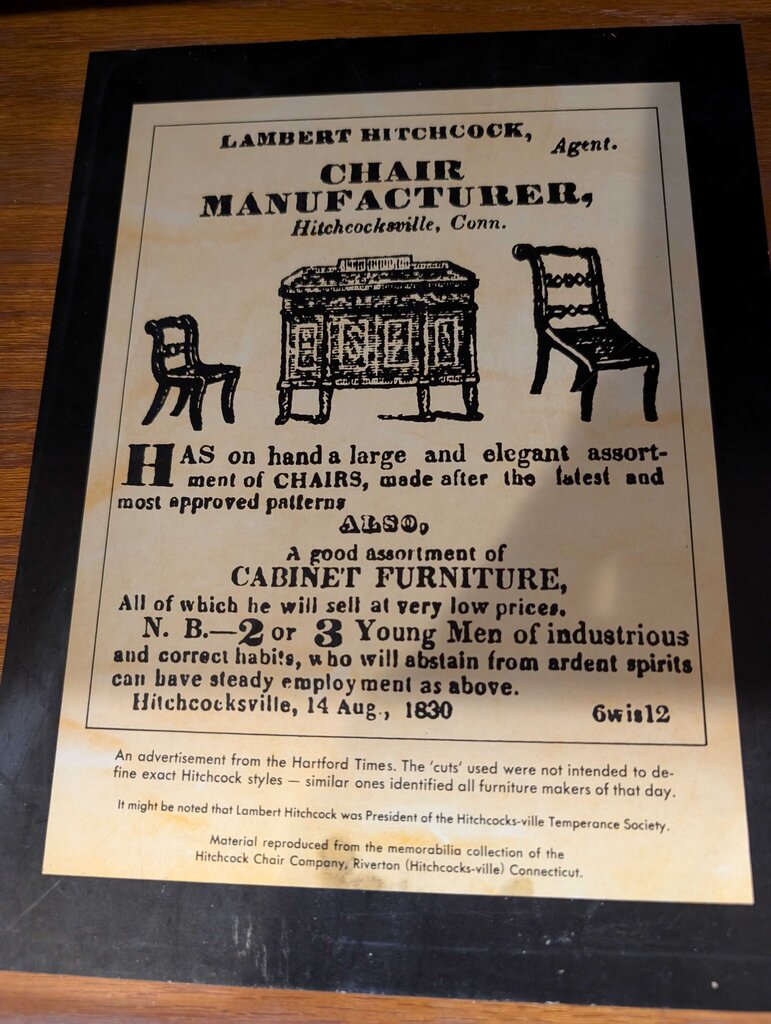 LAMBERT HITCHCOCK,
Agent.
CHAIR
MANUFACTURER,
Hitchcocksville, Conn.
HAS on hand a large and elegant assort-
ment of CHAIRS, made after the latest and
most approved patterns
ALSO,
A good assortment of
CABINET FURNITURE,
All of which he will sell at very low prices.
N. B.—2 or 3 Young Men of industrious
and correct habits, who will abstain from ardent spirits
can have steady employment as above.
Hitchcocksville, 14 Aug., 1830 6wis12
An advertisement from the Hartford Times. The 'cuts' used were not intended to de-
fine exact Hitchcock styles — similar ones identified all furniture makers of that day.
It might be noted that Lambert Hitchcock was President of the Hitchcocks-ville Temperance Society.
Material reproduced from the memorabilia collection of the
Hitchcock Chair Company, Riverton (Hitchcocks-ville) Connecticut.